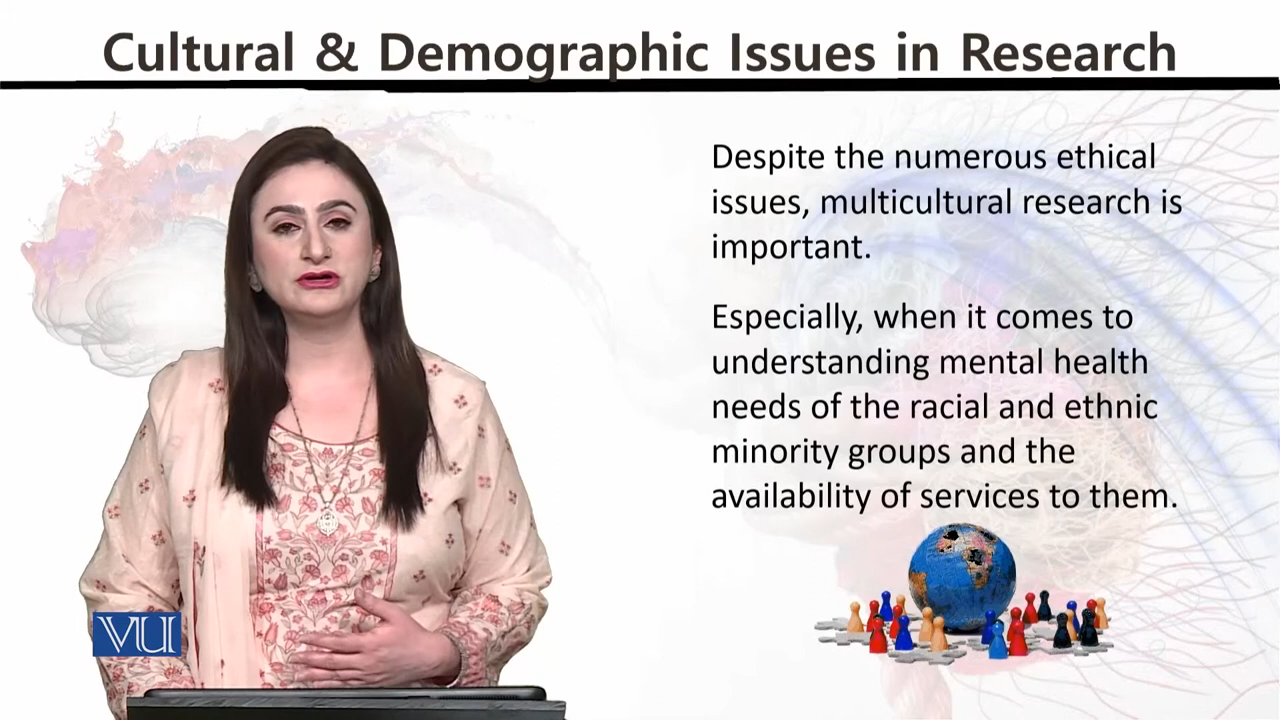 Cultural & Demographic Issues in Research
Despite the numerous ethical
issues, multicultural research is
important.
Especially, when it comes to
understanding mental health
needs of the racial and ethnic
minority groups and the
availability of services to them.
VU